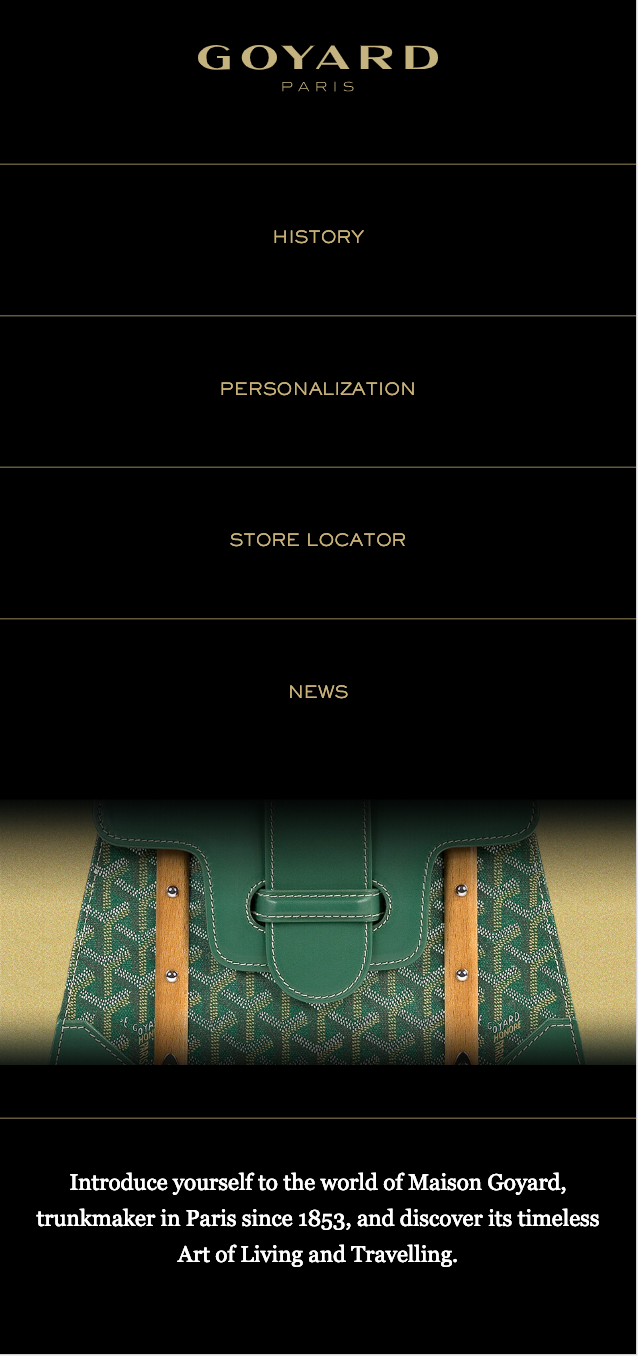 GOYARD
PARIS
HISTORY
PERSONALIZATION
STORE LOCATOR
NEWS
Introduce yourself to the world of Maison Goyard,
trunkmaker in Paris since 1853, and discover its timeless
Art of Living and Travelling.